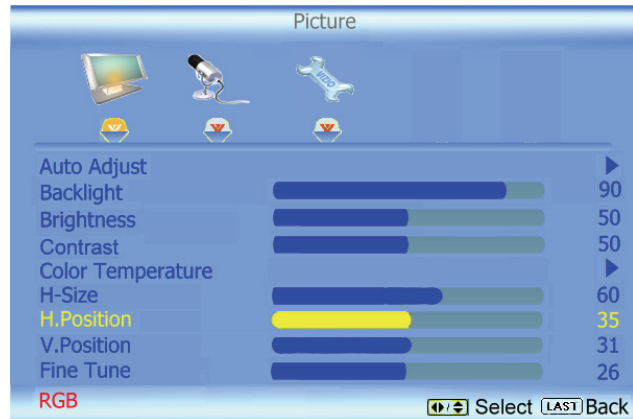 Picture
VIZIO
Auto Adjust
Backlight 90
Brightness 50
Contrast 50
Color Temperature
H-Size 60
H.Position 35
V.Position 31
Fine Tune 26
RGB Select LAST Back